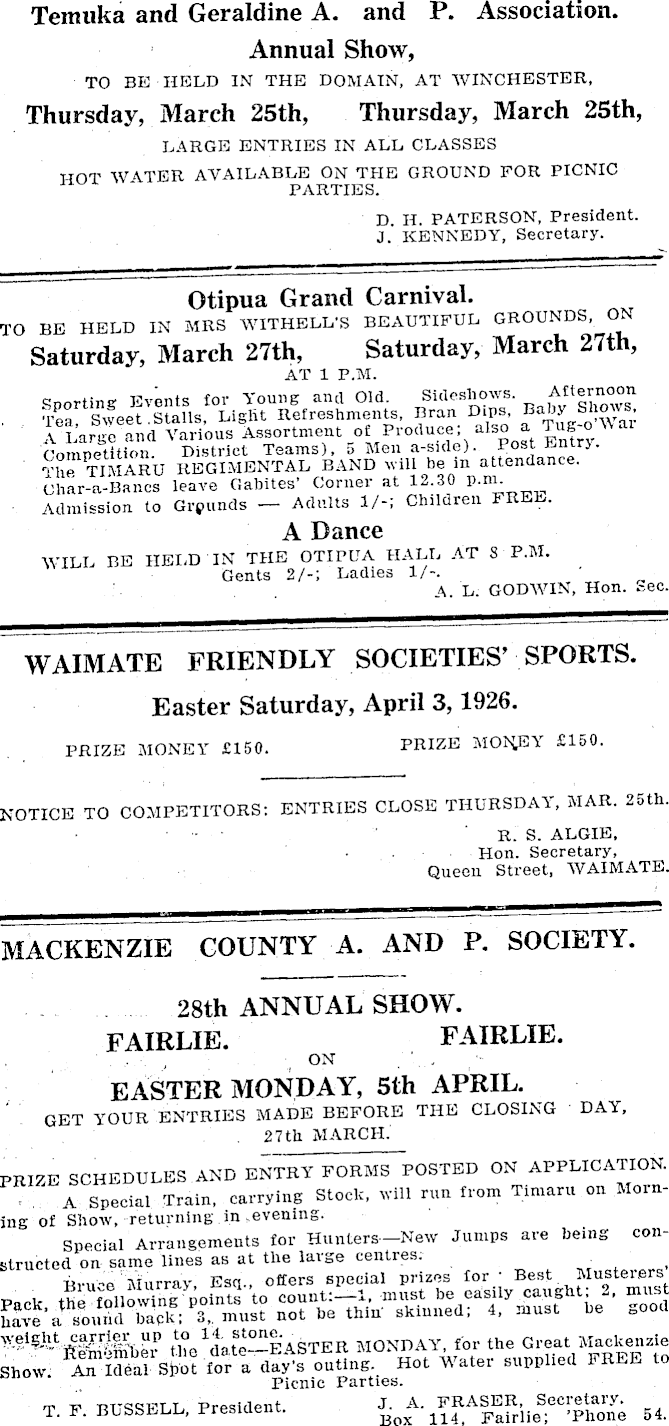 Temuka and Geraldine A. and P. Association.
Annual Show,
TO BE HELD IN THE DOMAIN, AT WINCHESTER,
Thursday, March 25th, Thursday, March 25th,
LARGE ENTRIES IN ALL CLASSES
HOT WATER AVAILABLE ON THE GROUND FOR PICNIC
PARTIES.
D. H. PATERSON, President.
J. KENNEDY, Secretary.
Otipua Grand Carnival.
TO BE HELD IN MRS WITHELL'S BEAUTIFUL GROUNDS, ON
Saturday, March 27th, Saturday, March 27th,
AT 1 P.M.
Sporting Events for Young and Old. Sideshows. Afternoon
Tea, Sweet Stalls, Light Refreshments, Bran Dips, Baby Shows,
A Large and Various Assortment of Produce; also a Tug-o'War
Competition. District Teams), 5 Men a-side). Post Entry.
The TIMARU REGIMENTAL BAND will be in attendance.
Char-a-Bancs leave Gabites' Corner at 12.30 p.m.
Admission to Grounds — Adults 1/-; Children FREE.
A Dance
WILL BE HELD IN THE OTIPUA HALL AT 8 P.M.
Gents 2/-; Ladies 1/-.
A. L. GODWIN, Hon. Sec.
WAIMATE FRIENDLY SOCIETIES' SPORTS.
Easter Saturday, April 3, 1926.
PRIZE MONEY £150. PRIZE MONEY £150.
NOTICE TO COMPETITORS: ENTRIES CLOSE THURSDAY, MAR. 25th.
R. S. ALGIE,
Hon. Secretary,
Queen Street, WAIMATE.
MACKENZIE COUNTY A. AND P. SOCIETY.
28th ANNUAL SHOW.
FAIRLIE. FAIRLIE.
ON
EASTER MONDAY, 5th APRIL.
GET YOUR ENTRIES MADE BEFORE THE CLOSING DAY,
27th MARCH.
PRIZE SCHEDULES AND ENTRY FORMS POSTED ON APPLICATION.
A Special Train, carrying Stock, will run from Timaru on Morn-
ing of Show, returning in evening.
Special Arrangements for Hunters—New Jumps are being con-
structed on same lines as at the large centres.
Bruce Murray, Esq., offers special prizes for Best Musterers'
Pack, the following points to count:—1, must be easily caught; 2, must
have a sound back; 3, must not be thin skinned; 4, must be good
weight carrier up to 14 stone.
Remember the date—EASTER MONDAY, for the Great Mackenzie
Show. An Ideal Spot for a day's outing. Hot Water supplied FREE to
Picnic Parties.
T. F. BUSSELL, President. J. A. FRASER, Secretary.
Box 114, Fairlie; 'Phone 54.